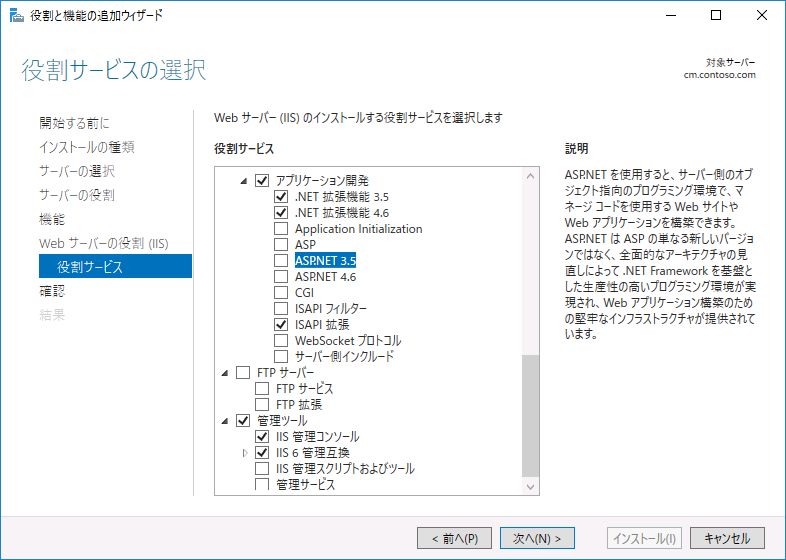 役割と機能の追加ウィザード
役割サービスの選択
対象サーバー
cm.contoso.com
開始する前に
インストールの種類
サーバーの選択
サーバーの役割
機能
Web サーバーの役割 (IIS)
役割サービス
確認
結果
Web サーバー (IIS) のインストールする役割サービスを選択します
役割サービス
アプリケーション開発
.NET 拡張機能 3.5
.NET 拡張機能 4.6
Application Initialization
ASP
ASP.NET 3.5
ASP.NET 4.6
CGI
ISAPI フィルター
ISAPI 拡張
WebSocket プロトコル
サーバー側インクルード
FTP サーバー
FTP サービス
FTP 拡張
管理ツール
IIS 管理コンソール
IIS 6 管理互換
IIS 管理スクリプトおよびツール
管理サービス
説明
ASP.NET を使用すると、サーバー側のオブ
ジェクト指向のプログラミング環境で、マ
ネージ コードを使用する Web サイトや
Web アプリケーションを構築できます。
ASP.NET は ASP の単なる新しいバージョ
ンではなく、全面的なアーキテクチャの見
直しによって .NET Framework を基盤と
した生産性の高いプログラミング環境が実
現され、Web アプリケーション構築のため
の堅牢なインフラストラクチャが提供されて
います。
< 前へ(P)
次へ(N) >
インストール(I)
キャンセル